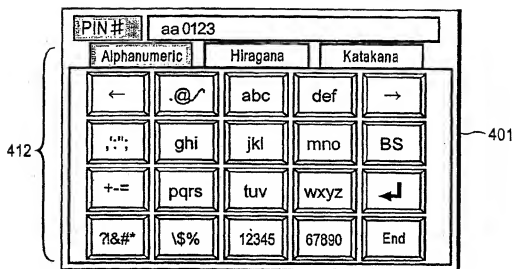 PIN# aa0123
Alphanumeric Hiragana Katakana
← .@/ abc def →
,':"; ghi jkl mno BS
+-= pqrs tuv wxyz ↵
?!&#* \$% 12345 67890 End
412
401